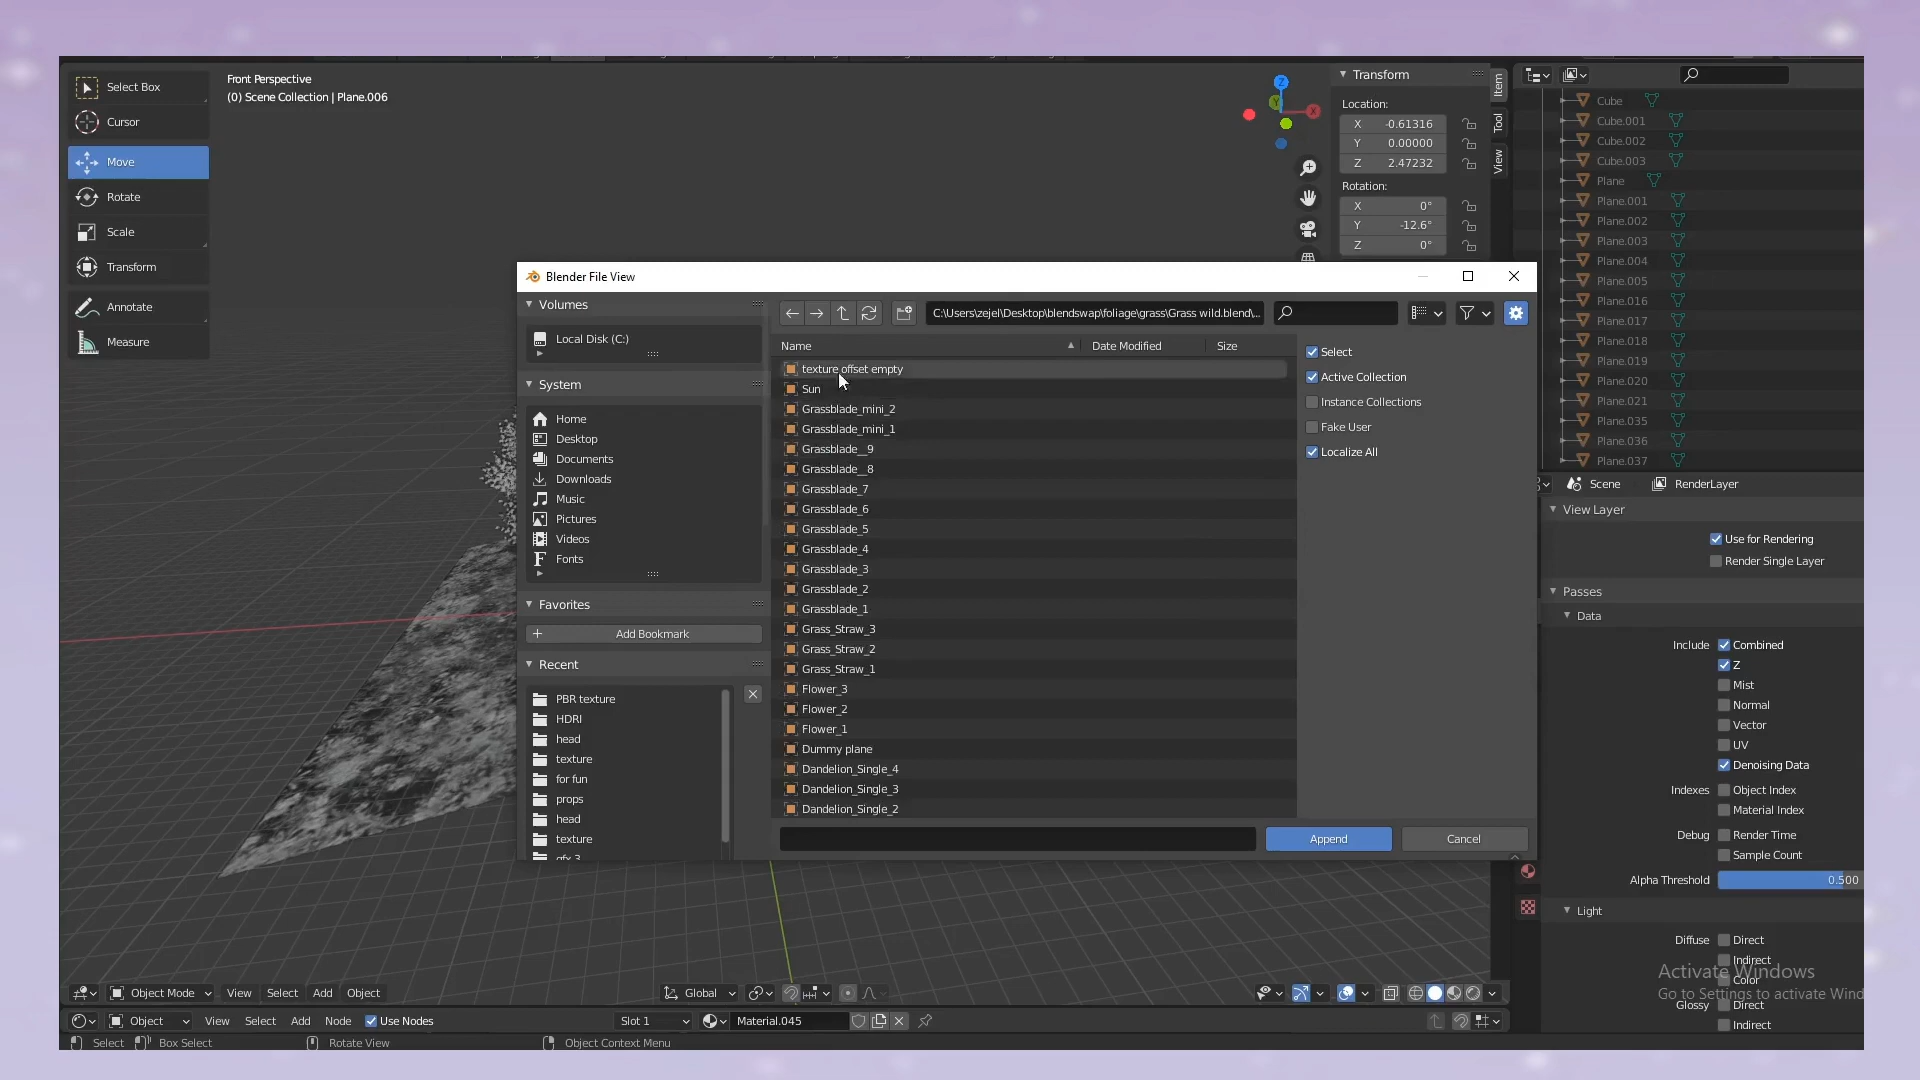 Select Box
Cursor
Move
Rotate
Scale
Transform
Annotate
Measure
Front Perspective
(0) Scene Collection | Plane.006
Z
Y
X
Transform
Location:
X -0.61316
Y 0.00000
Z 2.47232
Rotation:
X 0°
Y -12.6°
Z 0°
Item
Tool
View
Cube
Cube.001
Cube.002
Cube.003
Plane
Plane.001
Plane.002
Plane.003
Plane.004
Plane.005
Plane.016
Plane.017
Plane.018
Plane.019
Plane.020
Plane.021
Plane.035
Plane.036
Plane.037
Blender File View
Volumes
Local Disk (C:)
System
Home
Desktop
Documents
Downloads
Music
Pictures
Videos
Fonts
Favorites
Add Bookmark
Recent
PBR texture
HDRI
head
texture
for fun
props
head
texture
gfx 3
C:\Users\zejel\Desktop\blendswap\foliage\grass\Grass wild.blend\...
Name Date Modified Size
texture offset empty
Sun
Grassblade_mini_2
Grassblade_mini_1
Grassblade__9
Grassblade__8
Grassblade_7
Grassblade_6
Grassblade_5
Grassblade_4
Grassblade_3
Grassblade_2
Grassblade_1
Grass_Straw_3
Grass_Straw_2
Grass_Straw_1
Flower_3
Flower_2
Flower_1
Dummy plane
Dandelion_Single_4
Dandelion_Single_3
Dandelion_Single_2
Select
Active Collection
Instance Collections
Fake User
Localize All
Append
Cancel
Scene RenderLayer
View Layer
Use for Rendering
Render Single Layer
Passes
Data
Include Combined
Z
Mist
Normal
Vector
UV
Denoising Data
Indexes Object Index
Material Index
Debug Render Time
Sample Count
Alpha Threshold 0.500
Light
Diffuse Direct
Indirect
Color
Glossy Direct
Indirect
Activate Windows
Go to Settings to activate Wind
Object Mode View Select Add Object
Global
Object View Select Add Node Use Nodes
Slot 1
Material.045
Select Box Select Rotate View Object Context Menu